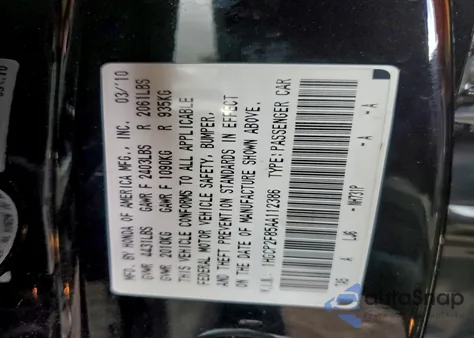 MFD. BY HONDA OF AMERICA MFG., INC. 03/'10
GVWR 4431LBS GAWR F 2403LBS R 2061LBS
GVWR 2010KG GAWR F 1090KG R 935KG
THIS VEHICLE CONFORMS TO ALL APPLICABLE
FEDERAL MOTOR VEHICLE SAFETY, BUMPER,
AND THEFT PREVENTION STANDARDS IN EFFECT
ON THE DATE OF MANUFACTURE SHOWN ABOVE.
V.I.N. 1HGCP2F85AA112386 TYPE: PASSENGER CAR
A LJ6 - NH731P - A - A
AutoSnap